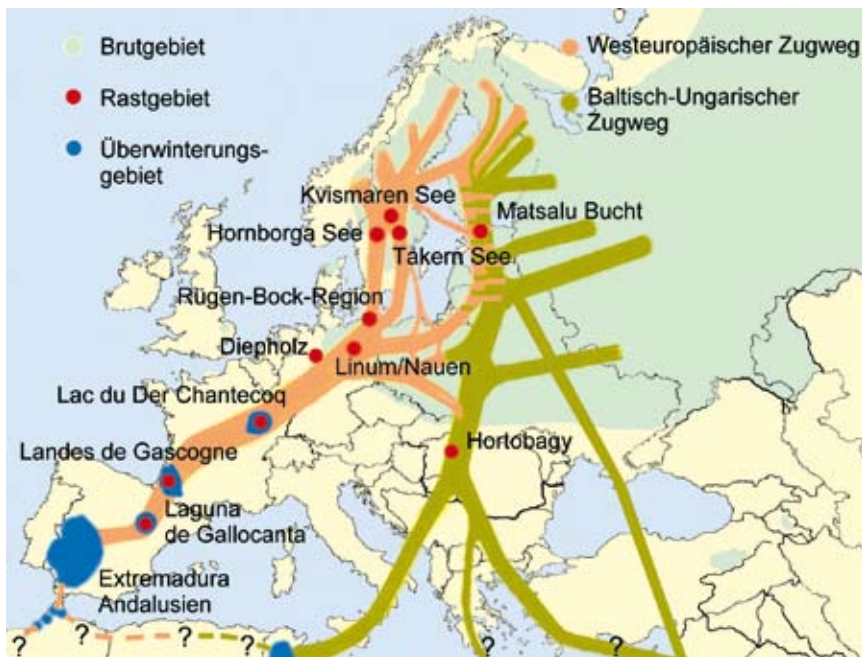 Brutgebiet
Rastgebiet
Überwinterungs-
gebiet
Westeuropäischer Zugweg
Baltisch-Ungarischer
Zugweg
Kvismaren See
Hornborga See
Matsalu Bucht
Takern See
Rügen-Bock-Region
Diepholz
Linum/Nauen
Lac du Der Chantecoq
Landes de Gascogne
Hortobagy
Laguna
de Gallocanta
Extremadura
Andalusien
? ? ? ? ?